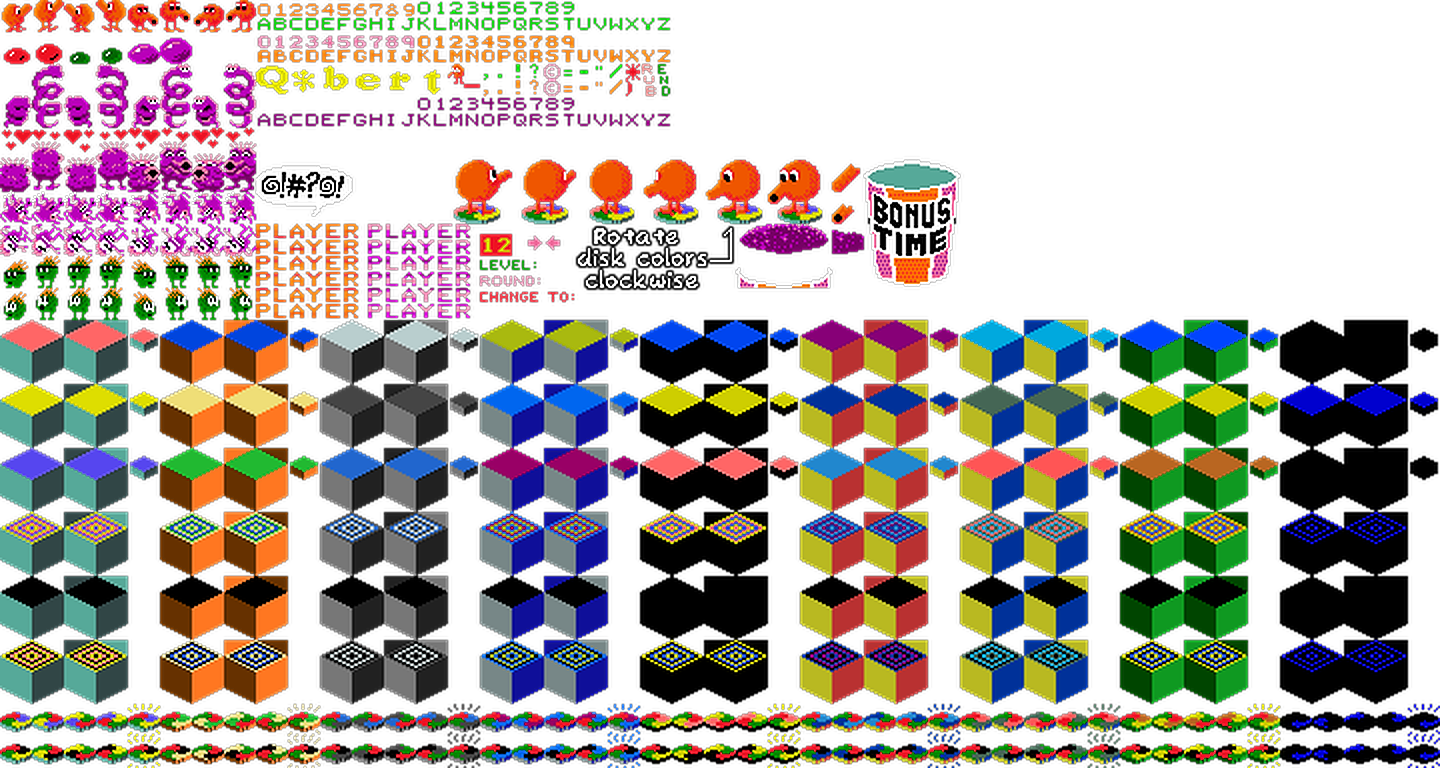 0123456789 0123456789
ABCDEFGHIJKLMNOPQRSTUVWXYZ
0123456789 0123456789
ABCDEFGHIJKLMNOPQRSTUVWXYZ
Q*bert , ; ! ? © = - " / * RUB END
, . ! ? © = - " / )
0123456789
ABCDEFGHIJKLMNOPQRSTUVWXYZ
@!#?@!
BONUS
TIME
PLAYER PLAYER
PLAYER PLAYER
PLAYER PLAYER
PLAYER PLAYER
PLAYER PLAYER
PLAYER PLAYER
12
LEVEL:
ROUND:
CHANGE TO:
Rotate
disk colors
clockwise